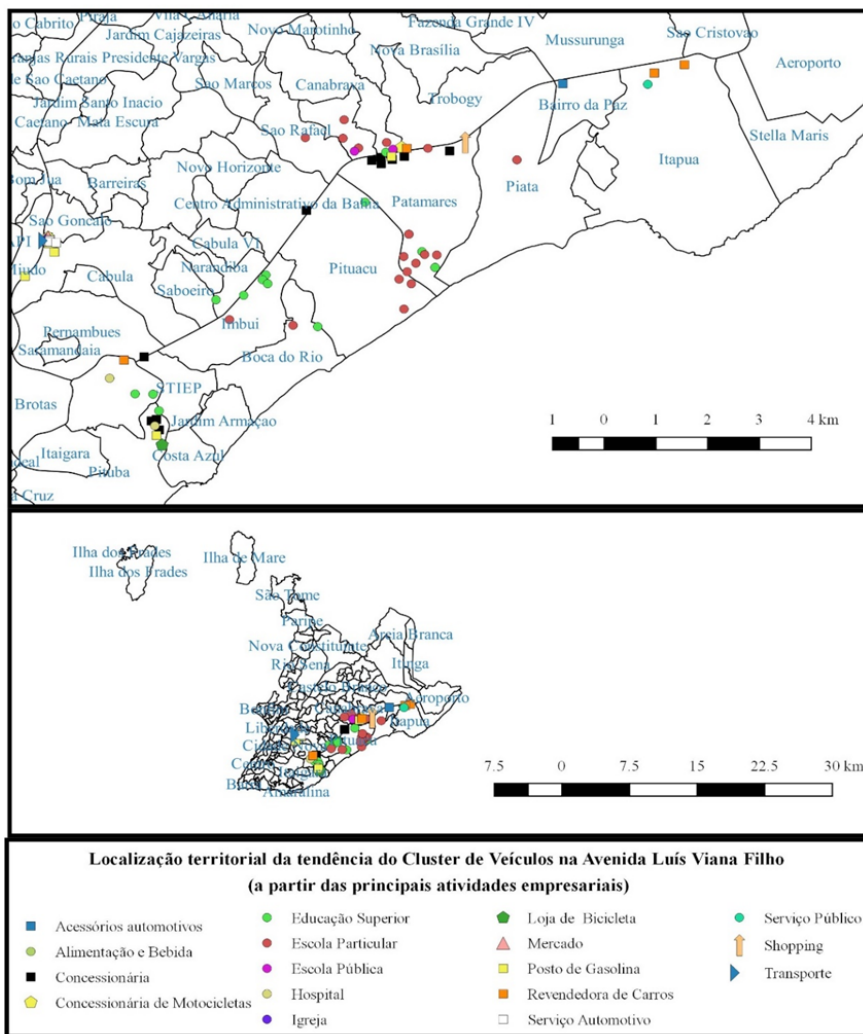 Fazenda Grande IV
Jardim Cajazeiras
Novo Marotinho
Nova Brasília
Mussurunga
Sao Cristovao
Presidente Vargas
Sao Marcos
Canabrava
Aeroporto
Jardim Santo Inacio
Trobogy
Bairro da Paz
Caetano
Mata Escura
Sao Rafael
Stella Maris
Novo Horizonte
Itapua
Barreiras
Piata
Centro Administrativo da Bahia
Patamares
Sao Goncalo
Cabula VI
Narandiba
Pituacu
Cabula
Saboeiro
Imbui
Pernambues
Saramandaia
Boca do Rio
STIEP
Brotas
Jardim Armaçao
Itaigara
Costa Azul
Pituba
1 0 1 2 3 4 km
Ilha dos Frades
Ilha de Mare
Ilha dos Frades
São Tome
Paripe
Areia Branca
Nova Constituinte
Rio Sena
Itinga
Castelo Branco
Aeroporto
Amaralina
7.5 0 7.5 15 22.5 30 km
Localização territorial da tendência do Cluster de Veículos na Avenida Luís Viana Filho
(a partir das principais atividades empresariais)
Acessórios automotivos
Alimentação e Bebida
Concessionária
Concessionária de Motocicletas
Educação Superior
Escola Particular
Escola Pública
Hospital
Igreja
Loja de Bicicleta
Mercado
Posto de Gasolina
Revendedora de Carros
Serviço Automotivo
Serviço Público
Shopping
Transporte